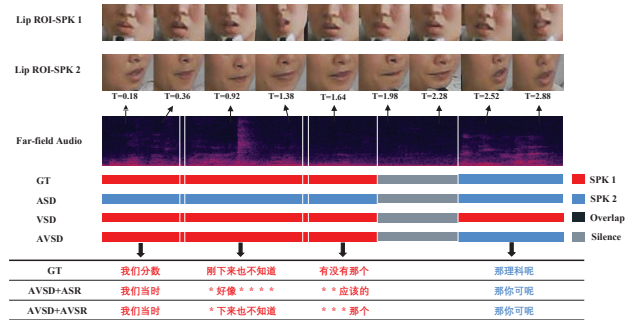 Lip ROI-SPK 1
Lip ROI-SPK 2
T=0.18 T=0.36 T=0.92 T=1.38 T=1.64 T=1.98 T=2.28 T=2.52 T=2.88
Far-field Audio
GT SPK 1
ASD SPK 2
VSD Overlap
AVSD Silence
GT 我们分数 刚下来也不知道 有没有那个 那理科呢
AVSD+ASR 我们当时 *好像**** **应该的 那你可呢
AVSD+AVSR 我们当时 *下来也不知道 ***那个 那你可呢